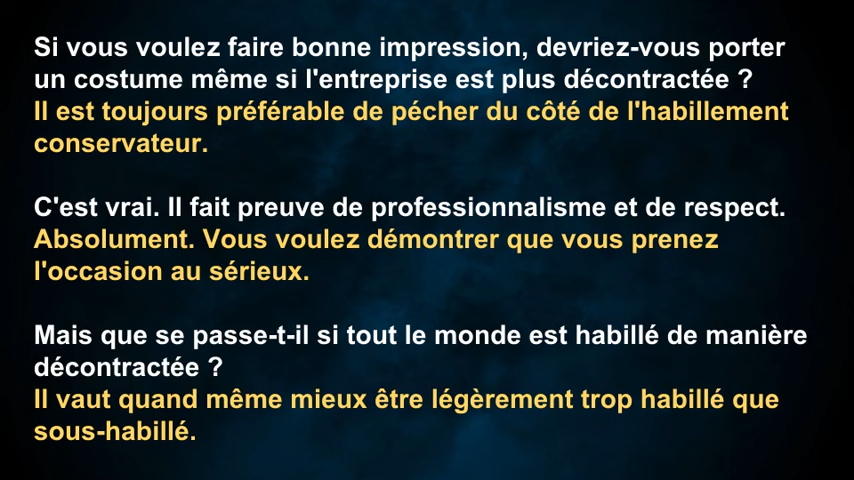 Si vous voulez faire bonne impression, devriez-vous porter
un costume même si l'entreprise est plus décontractée ?
Il est toujours préférable de pécher du côté de l'habillement
conservateur.
C'est vrai. Il fait preuve de professionnalisme et de respect.
Absolument. Vous voulez démontrer que vous prenez
l'occasion au sérieux.
Mais que se passe-t-il si tout le monde est habillé de manière
décontractée ?
Il vaut quand même mieux être légèrement trop habillé que
sous-habillé.